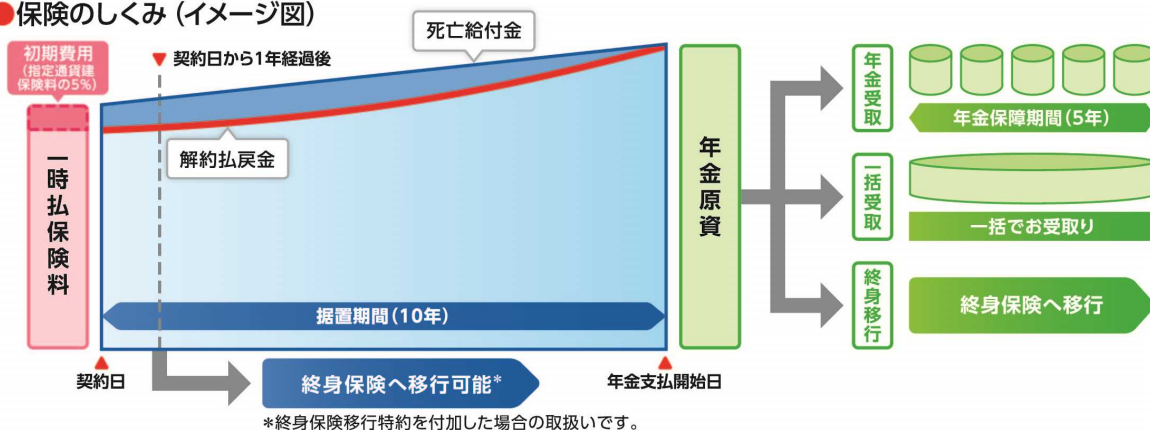 ●保険のしくみ（イメージ図）
初期費用
（指定通貨建
保険料の5%）
契約日から1年経過後
死亡給付金
解約払戻金
一時払保険料
据置期間（10年）
契約日
終身保険へ移行可能*
年金支払開始日
*終身保険移行特約を付加した場合の取扱いです。
年金原資
年金受取
年金保障期間（5年）
一括受取
一括でお受取り
終身移行
終身保険へ移行